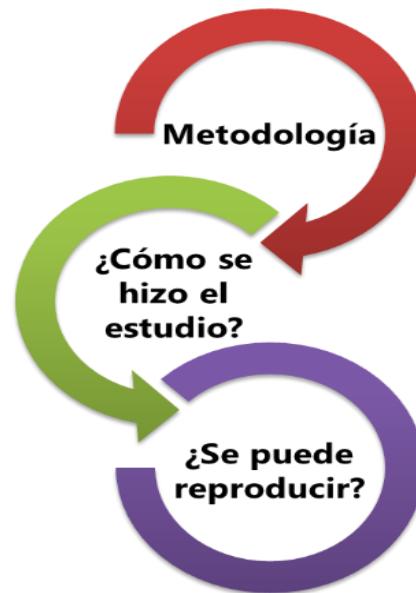 Metodología
¿Cómo se
hizo el
estudio?
¿Se puede
reproducir?